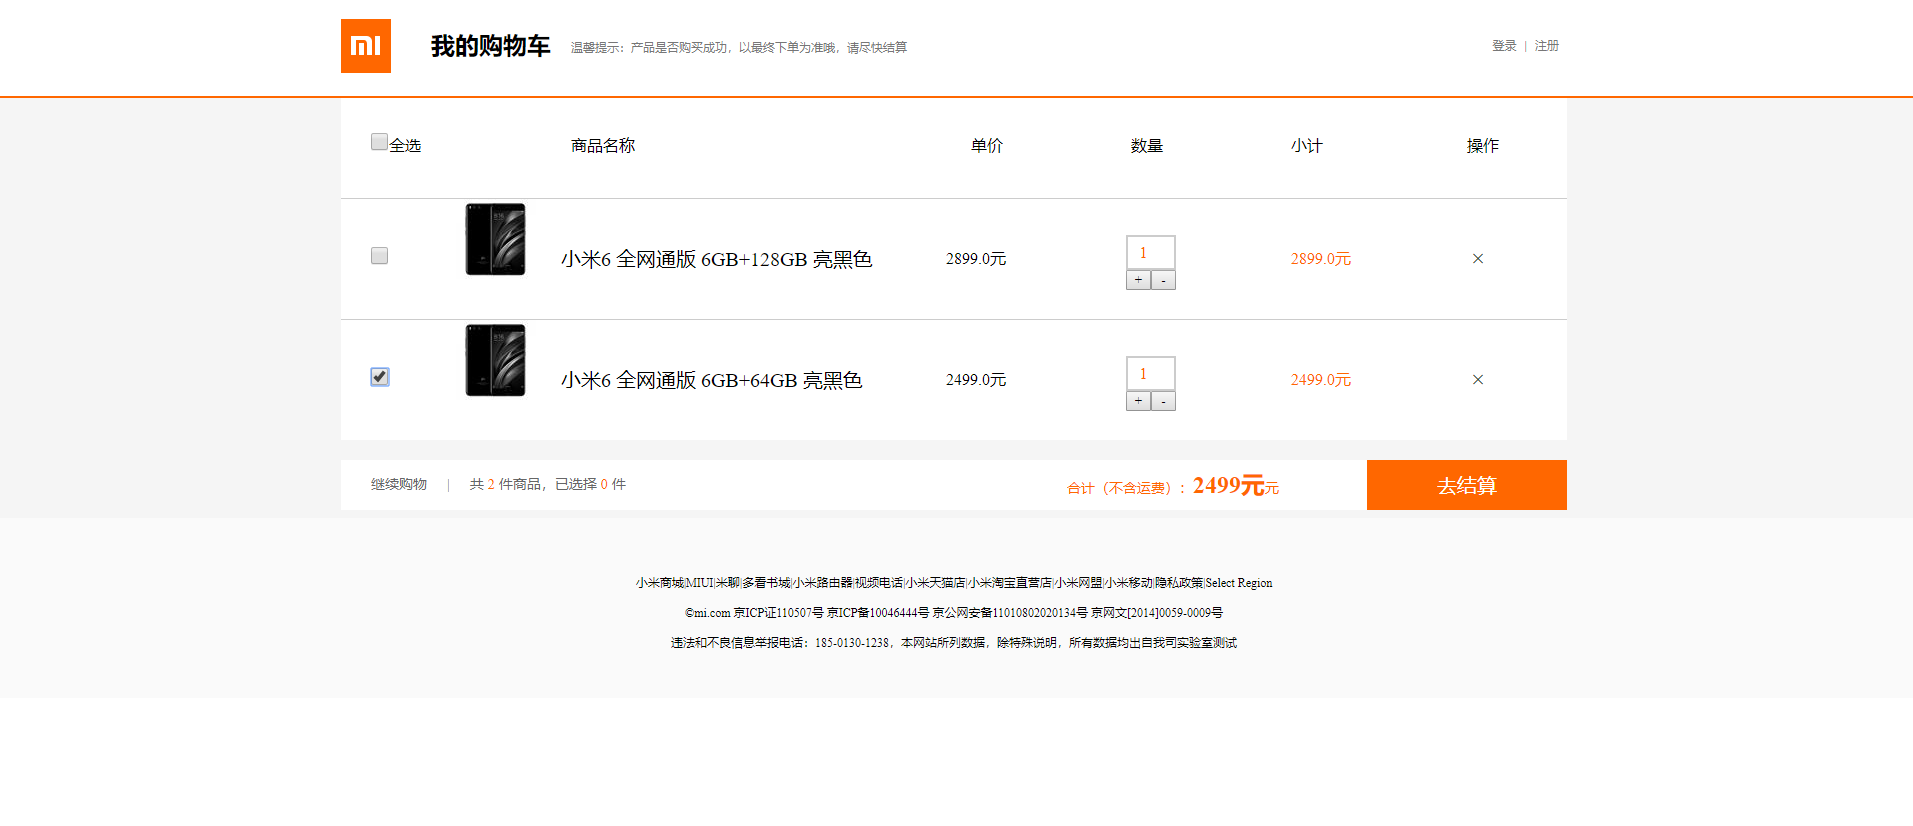 我的购物车 温馨提示：产品是否购买成功，以最终下单为准哦，请尽快结算 登录 | 注册
全选 商品名称 单价 数量 小计 操作
小米6 全网通版 6GB+128GB 亮黑色 2899.0元 1 2899.0元 ×
+ -
小米6 全网通版 6GB+64GB 亮黑色 2499.0元 1 2499.0元 ×
+ -
继续购物 | 共 2 件商品，已选择 0 件 合计（不含运费）：2499元元 去结算
小米商城|MIUI|米聊|多看书城|小米路由器|视频电话|小米天猫店|小米淘宝直营店|小米网盟|小米移动|隐私政策|Select Region
©mi.com 京ICP证110507号 京ICP备10046444号 京公网安备11010802020134号 京网文[2014]0059-0009号
违法和不良信息举报电话：185-0130-1238，本网站所列数据，除特殊说明，所有数据均出自我司实验室测试